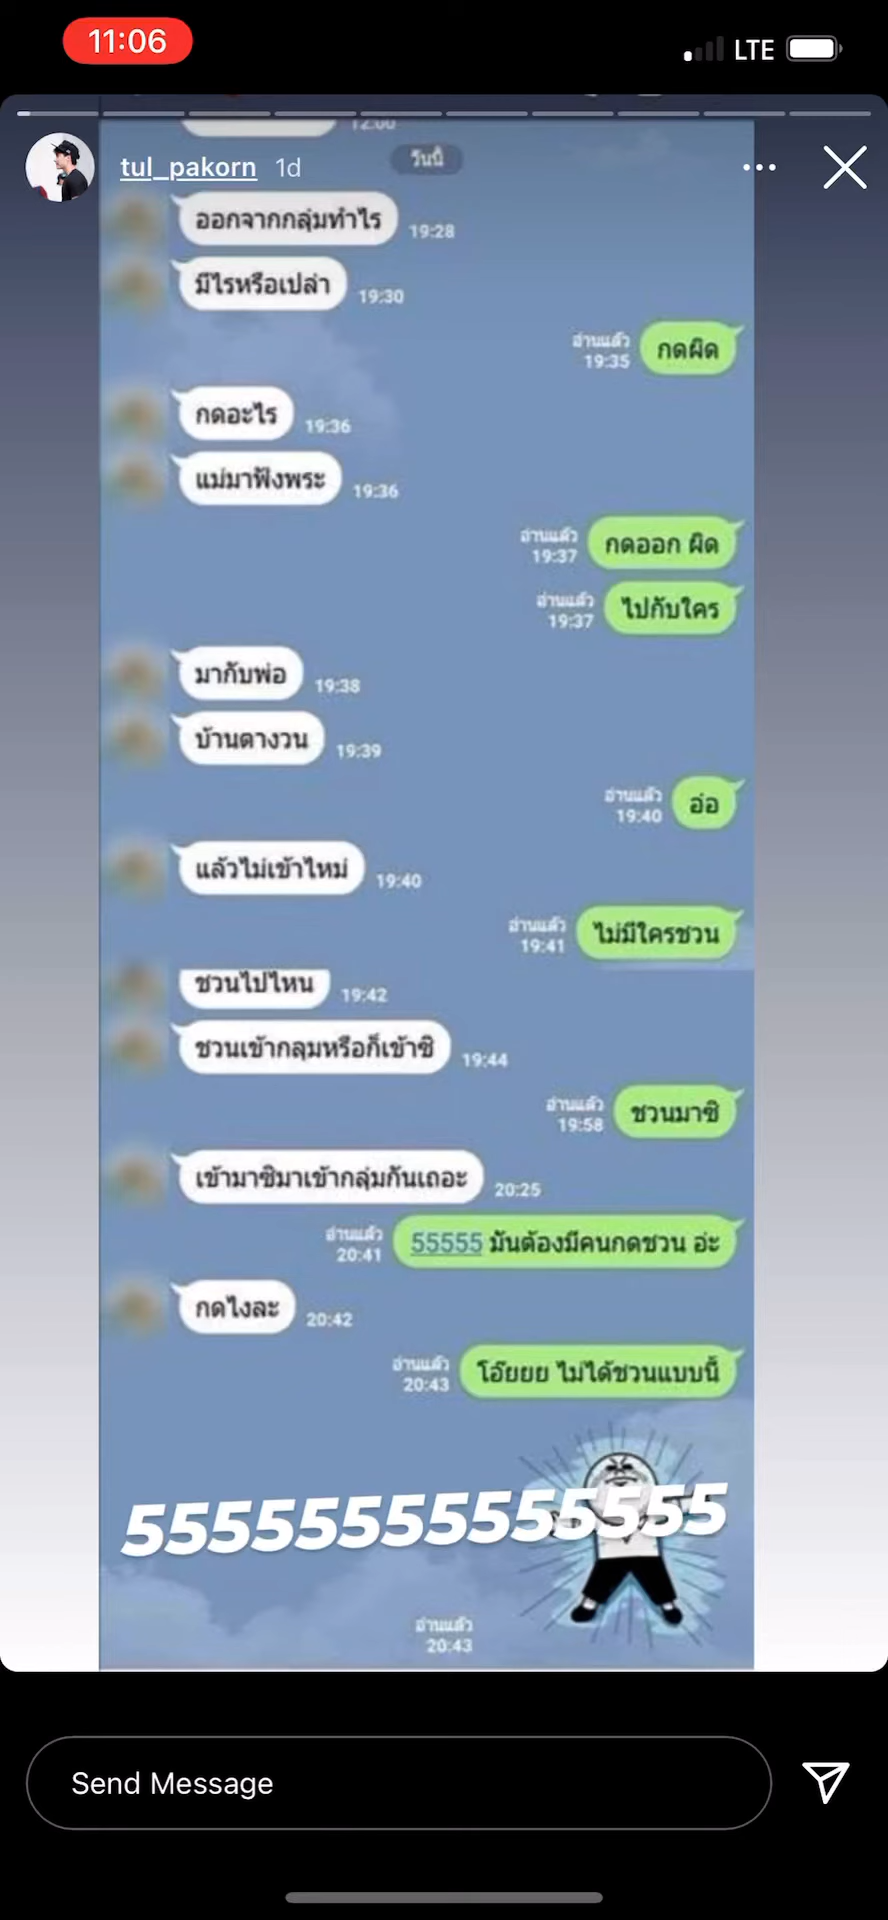 11:06
LTE
12:00
tul_pakorn 1d
วันนี้
ออกจากกลุ่มทำไร
19:28
มีไรหรือเปล่า
19:30
อ่านแล้ว
19:35
กดผิด
กดอะไร
19:36
แม่มาฟังพระ
19:36
อ่านแล้ว
19:37
กดออก ผิด
อ่านแล้ว
19:37
ไปกับใคร
มากับพ่อ
19:38
บ้านตางวน
19:39
อ่านแล้ว
19:40
อ่อ
แล้วไม่เข้าไหม่
19:40
อ่านแล้ว
19:41
ไม่มีใครชวน
ชวนไปไหน
19:42
ชวนเข้ากลุมหรือก็เข้าซิ
19:44
อ่านแล้ว
19:58
ชวนมาซิ
เข้ามาซิมาเข้ากลุ่มกันเถอะ
20:25
อ่านแล้ว
20:41
55555 มันต้องมีคนกดชวน อ่ะ
กดไงละ
20:42
อ่านแล้ว
20:43
โอ๊ยยย ไม่ได้ชวนแบบนี้
55555555555555
อ่านแล้ว
20:43
Send Message